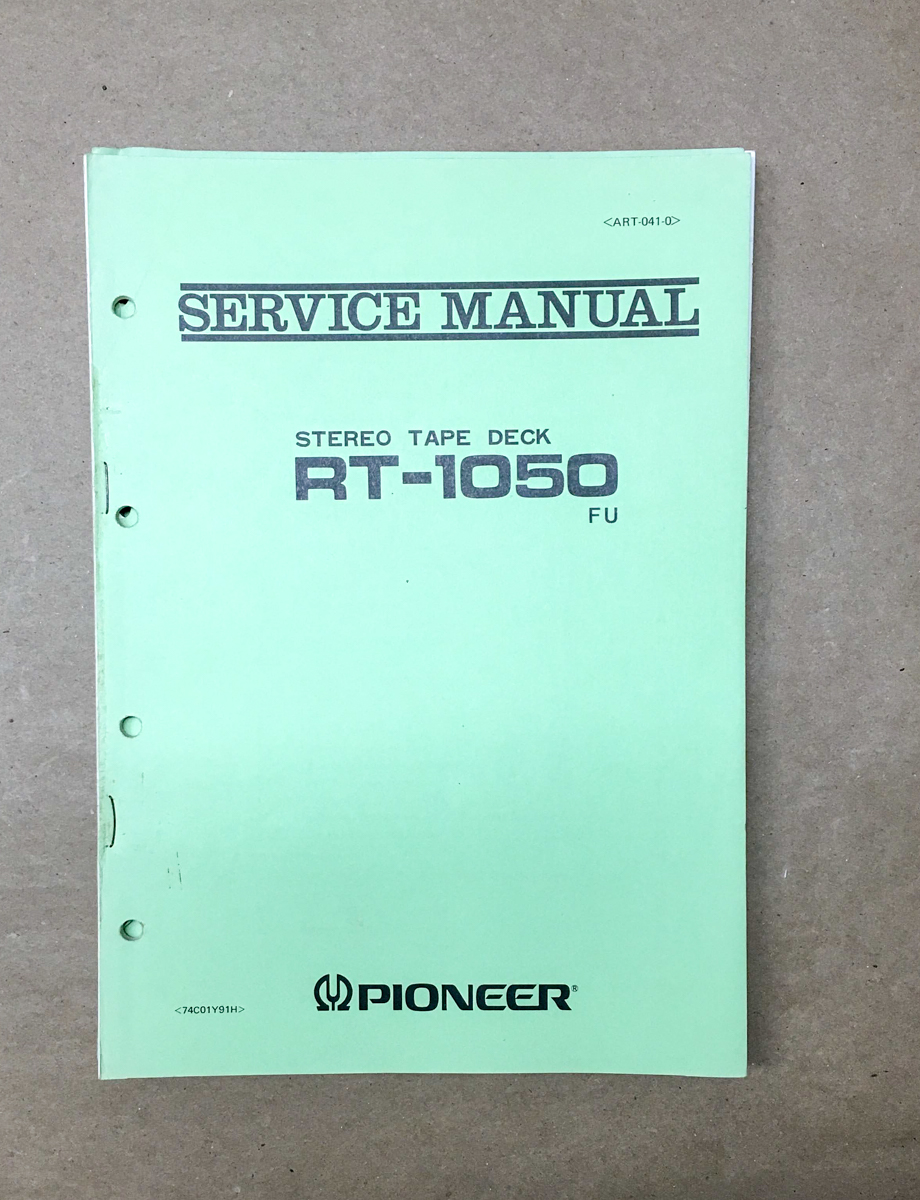 <ART-041-0>
SERVICE MANUAL
STEREO TAPE DECK
RT-1050
FU
PIONEER®
<74C01Y91H>